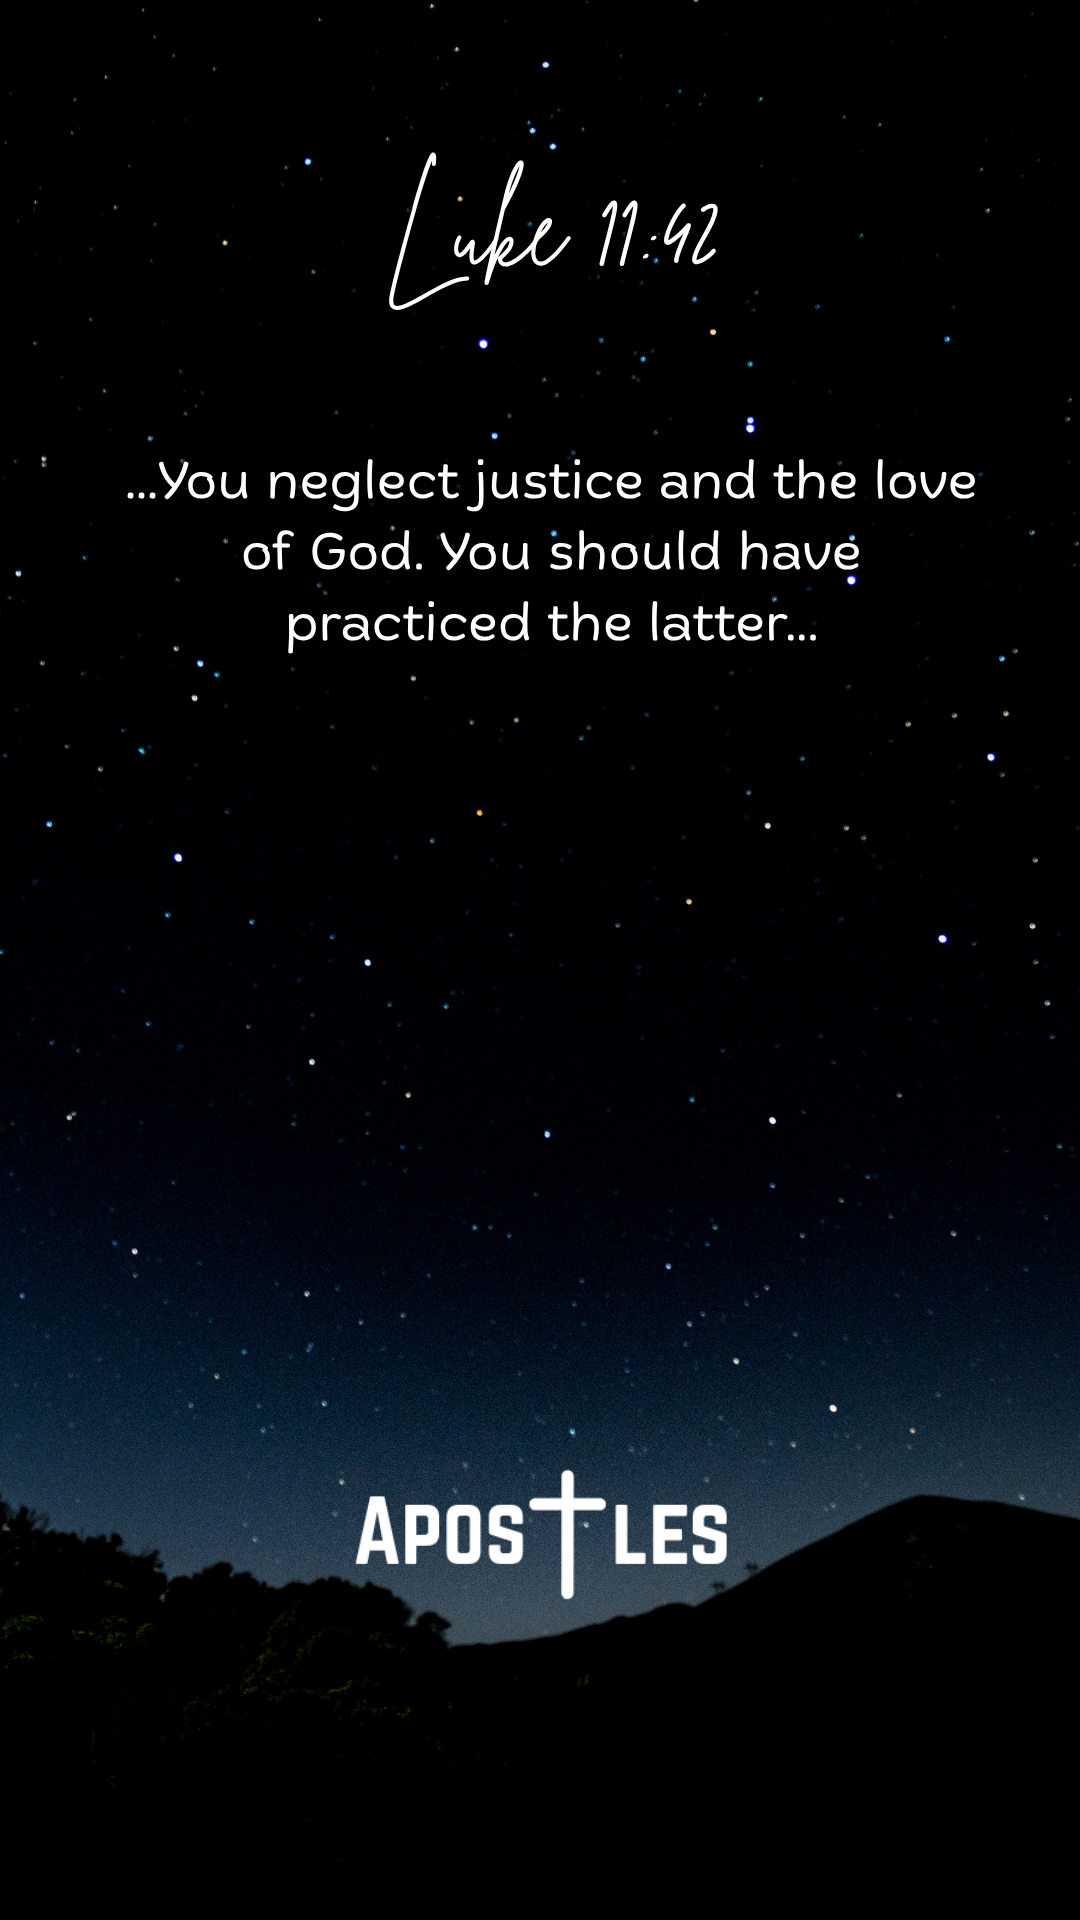 Luke 11:42
...You neglect justice and the love
of God. You should have
practiced the latter...
APOSTLES